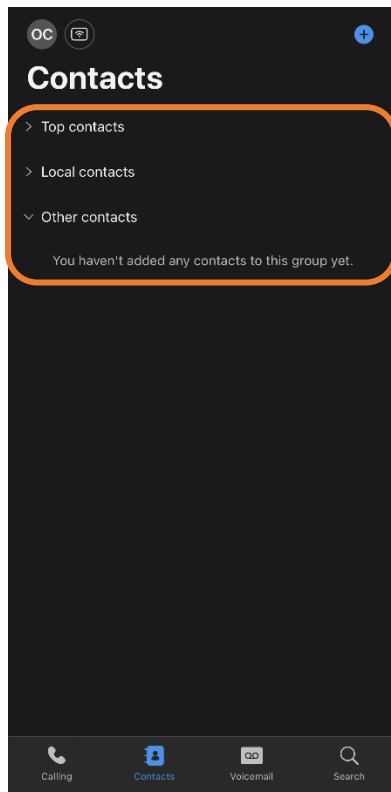 OC
Contacts
Top contacts
Local contacts
Other contacts
You haven't added any contacts to this group yet.
Calling
Contacts
Voicemail
Search